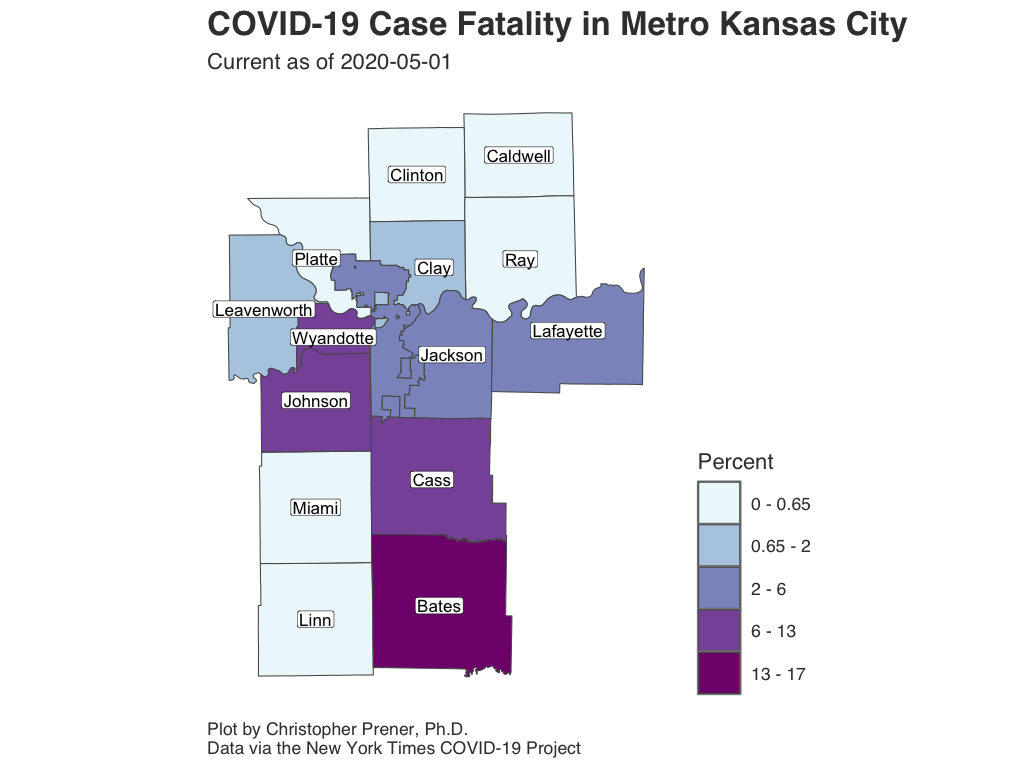 COVID-19 Case Fatality in Metro Kansas City
Current as of 2020-05-01
Caldwell
Clinton
Platte
Clay
Ray
Leavenworth
Wyandotte
Lafayette
Jackson
Johnson
Cass
Miami
Bates
Linn
Percent
0 - 0.65
0.65 - 2
2 - 6
6 - 13
13 - 17
Plot by Christopher Prener, Ph.D.
Data via the New York Times COVID-19 Project